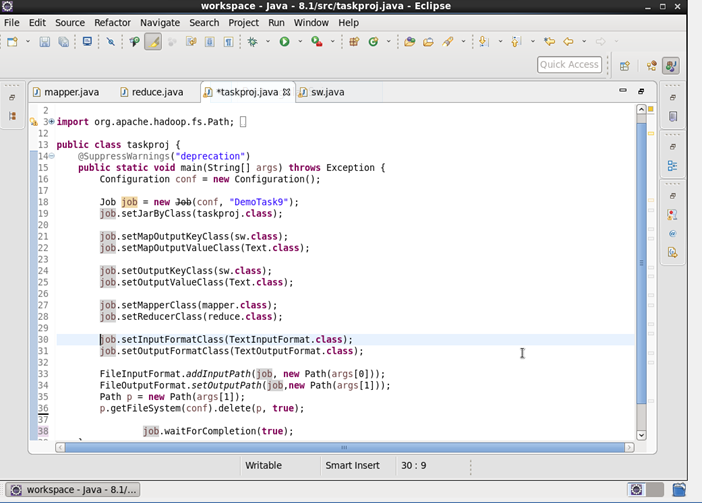 workspace - Java - 8.1/src/taskproj.java - Eclipse
File Edit Source Refactor Navigate Search Project Run Window Help
Quick Access
mapper.java reduce.java *taskproj.java sw.java
2
3 import org.apache.hadoop.fs.Path;
12
13 public class taskproj {
14 @SuppressWarnings("deprecation")
15 public static void main(String[] args) throws Exception {
16 Configuration conf = new Configuration();
17
18 Job job = new Job(conf, "DemoTask9");
19 job.setJarByClass(taskproj.class);
20
21 job.setMapOutputKeyClass(sw.class);
22 job.setMapOutputValueClass(Text.class);
23
24 job.setOutputKeyClass(sw.class);
25 job.setOutputValueClass(Text.class);
26
27 job.setMapperClass(mapper.class);
28 job.setReducerClass(reduce.class);
29
30 job.setInputFormatClass(TextInputFormat.class);
31 job.setOutputFormatClass(TextOutputFormat.class);
32
33 FileInputFormat.addInputPath(job, new Path(args[0]));
34 FileOutputFormat.setOutputPath(job,new Path(args[1]));
35 Path p = new Path(args[1]);
36 p.getFileSystem(conf).delete(p, true);
37
38 job.waitForCompletion(true);
Writable Smart Insert 30 : 9
workspace - Java - 8.1/...